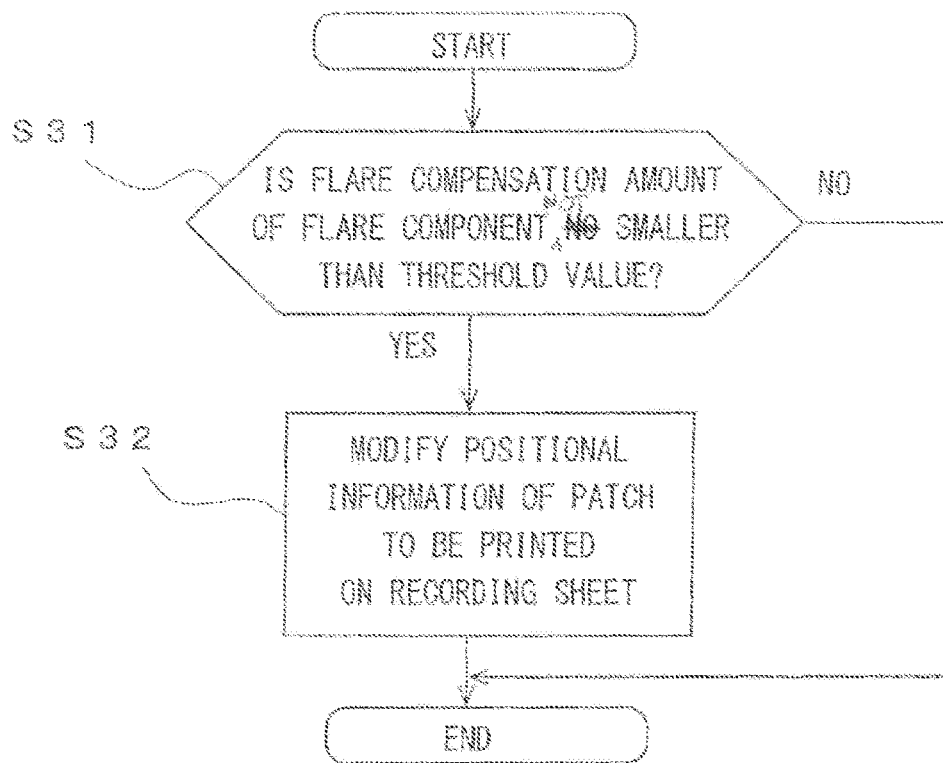 START
S31
IS FLARE COMPENSATION AMOUNT
NOT
OF FLARE COMPONENT NO SMALLER
THAN THRESHOLD VALUE?
NO
YES
S32
MODIFY POSITIONAL
INFORMATION OF PATCH
TO BE PRINTED
ON RECORDING SHEET
END